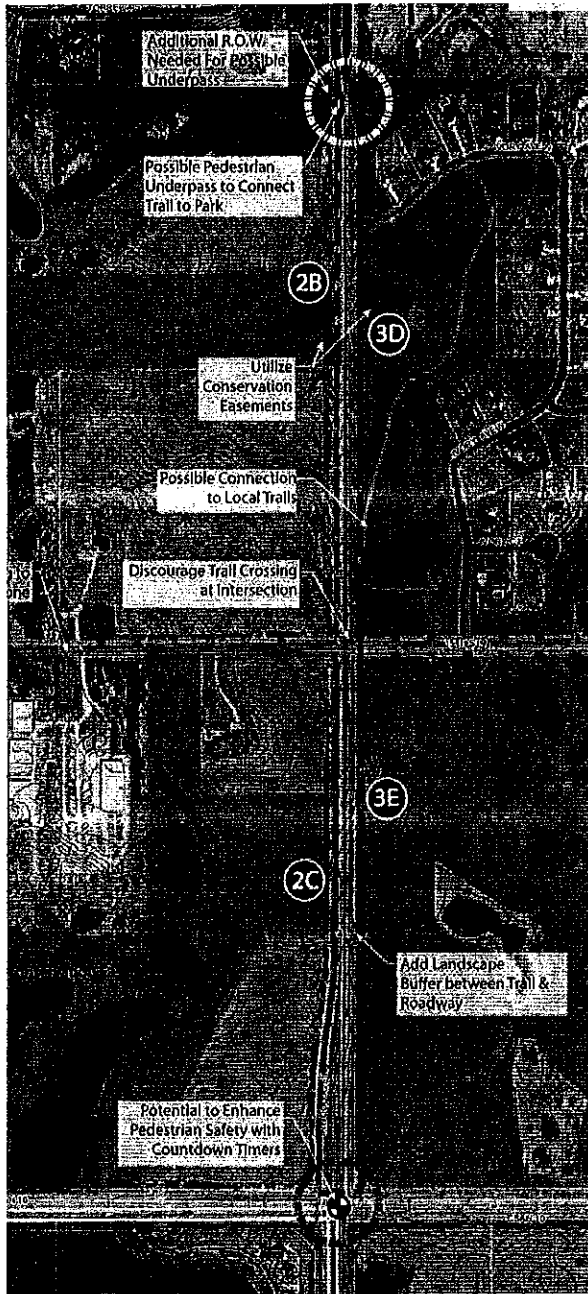 Additional R.O.W.
Needed For Possible
Underpass
Possible Pedestrian
Underpass to Connect
Trail to Park
2B
3D
Utilize
Conservation
Easements
Possible Connection
to Local Trails
Discourage Trail Crossing
at Intersection
to
one
3E
2C
Add Landscape
Buffer between Trail &
Roadway
Potential to Enhance
Pedestrian Safety with
Countdown Timers